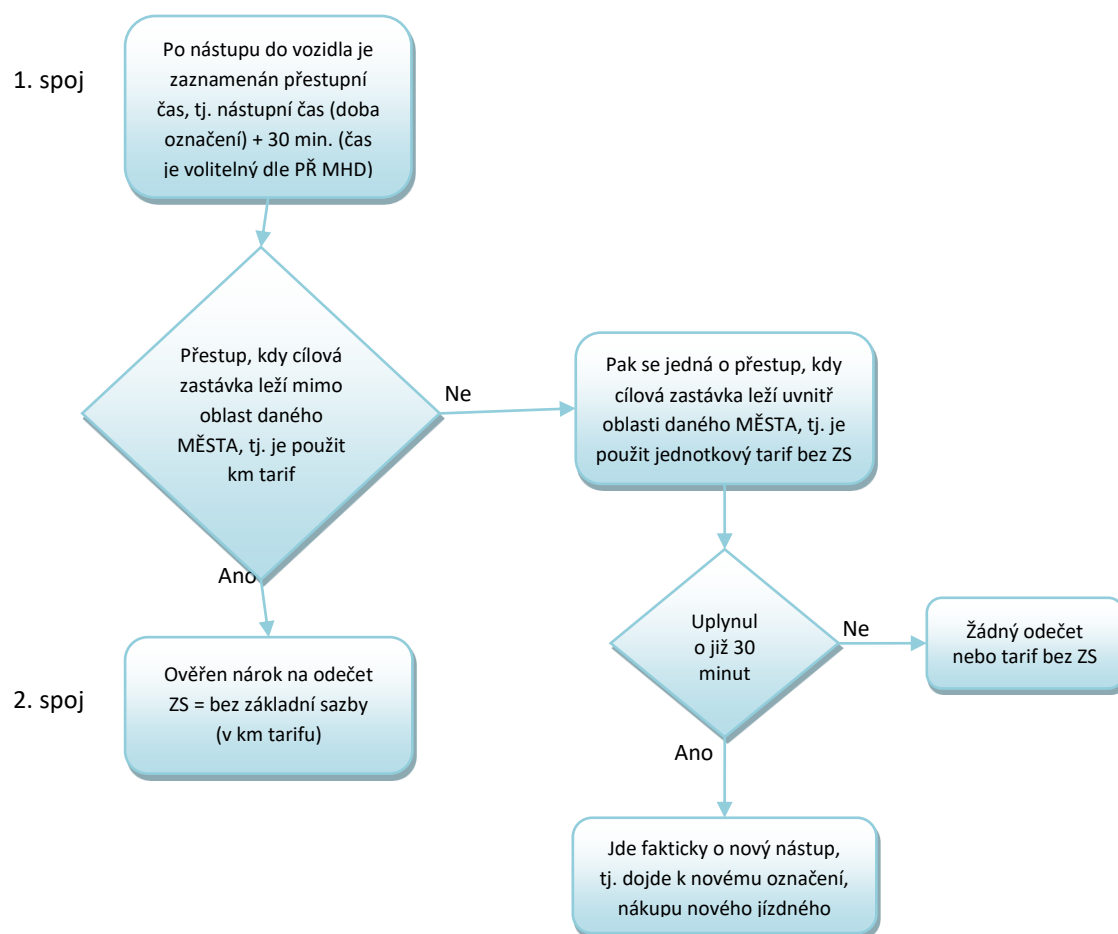 1. spoj
Po nástupu do vozidla je
zaznamenán přestupní
čas, tj. nástupní čas (doba
označení) + 30 min. (čas
je volitelný dle PŘ MHD)
Přestup, kdy cílová
zastávka leží mimo
oblast daného
MĚSTA, tj. je použit
km tarif
Ne
Pak se jedná o přestup, kdy
cílová zastávka leží uvnitř
oblasti daného MĚSTA, tj. je
použit jednotkový tarif bez ZS
Ano
Uplynul
o již 30
minut
Ne
Žádný odečet
nebo tarif bez ZS
2. spoj
Ověřen nárok na odečet
ZS = bez základní sazby
(v km tarifu)
Ano
Jde fakticky o nový nástup,
tj. dojde k novému označení,
nákupu nového jízdného